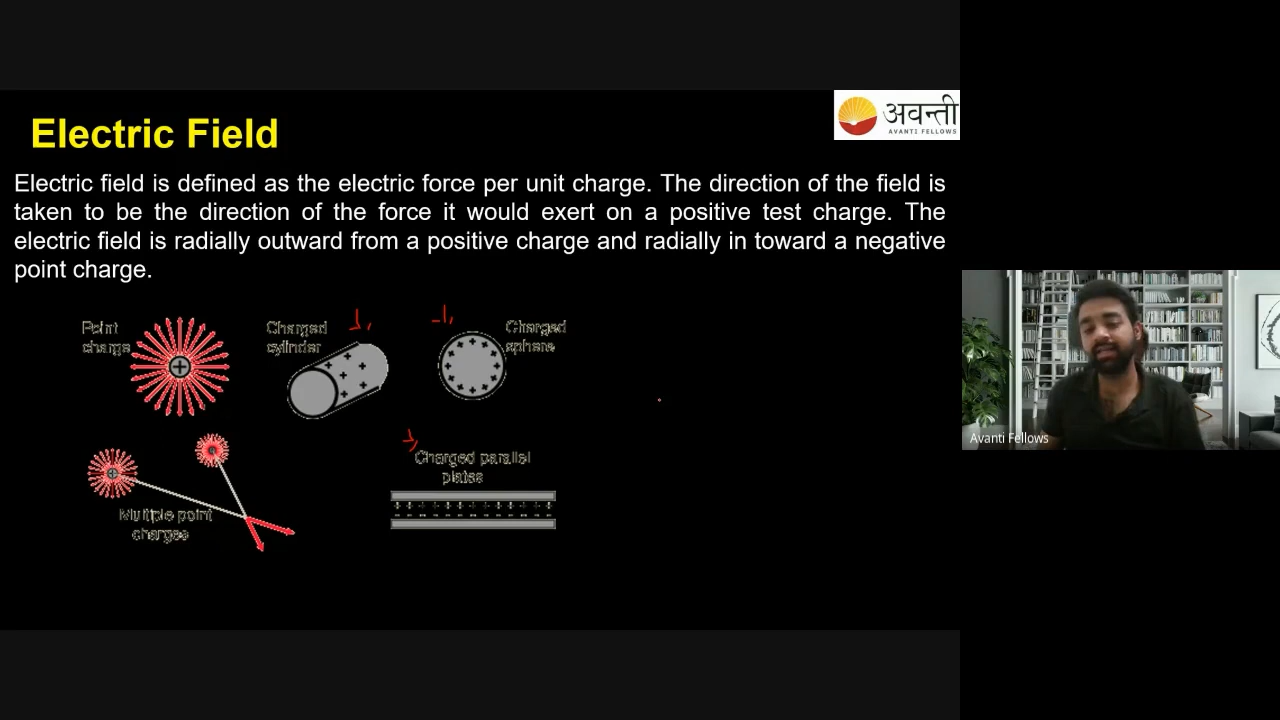 Electric Field
अवन्ती
AVANTI FELLOWS
Electric field is defined as the electric force per unit charge. The direction of the field is
taken to be the direction of the force it would exert on a positive test charge. The
electric field is radially outward from a positive charge and radially in toward a negative
point charge.
Point
charge
Charged
cylinder
Charged
sphere
Multiple point
charges
Charged parallel
plates
Avanti Fellows